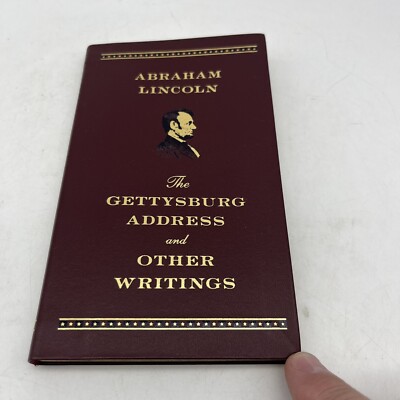 ABRAHAM
LINCOLN
The
GETTYSBURG
ADDRESS
and
OTHER
WRITINGS